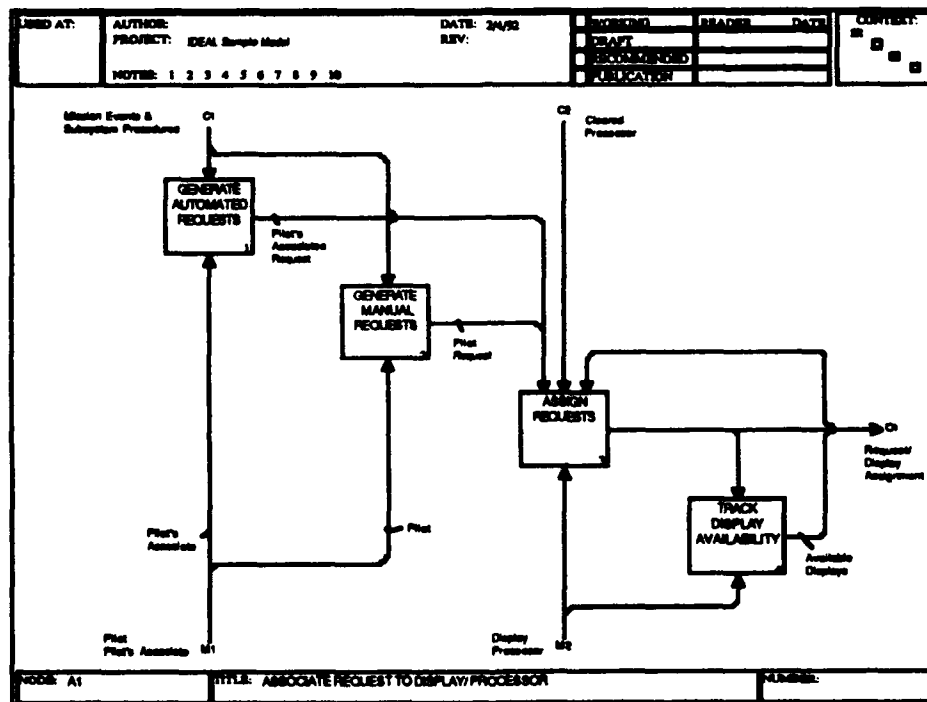 USED AT:
AUTHOR:
PROJECT: IDEAL Sample Model
NOTES: 1 2 3 4 5 6 7 8 9 10
DATE: 2/4/92
REV:
WORKING
DRAFT
RECOMMENDED
PUBLICATION
READER DATE
CONTEXT:
Mission Events &
Subsystem Procedures
C1
C2
Cleared
Processor
GENERATE
AUTOMATED
REQUESTS
1
Pilot's
Associates
Request
GENERATE
MANUAL
REQUESTS
Pilot
Request
ASSIGN
REQUESTS
O1
Request/
Display
Assignment
TRACK
DISPLAY
AVAILABILITY
Available
Displays
Pilot's
Associate
Pilot
Pilot
Pilot's Associate
M1
Display
Processor
M2
NODE: A1
TITLE: ASSOCIATE REQUEST TO DISPLAY/PROCESSOR
NUMBER: